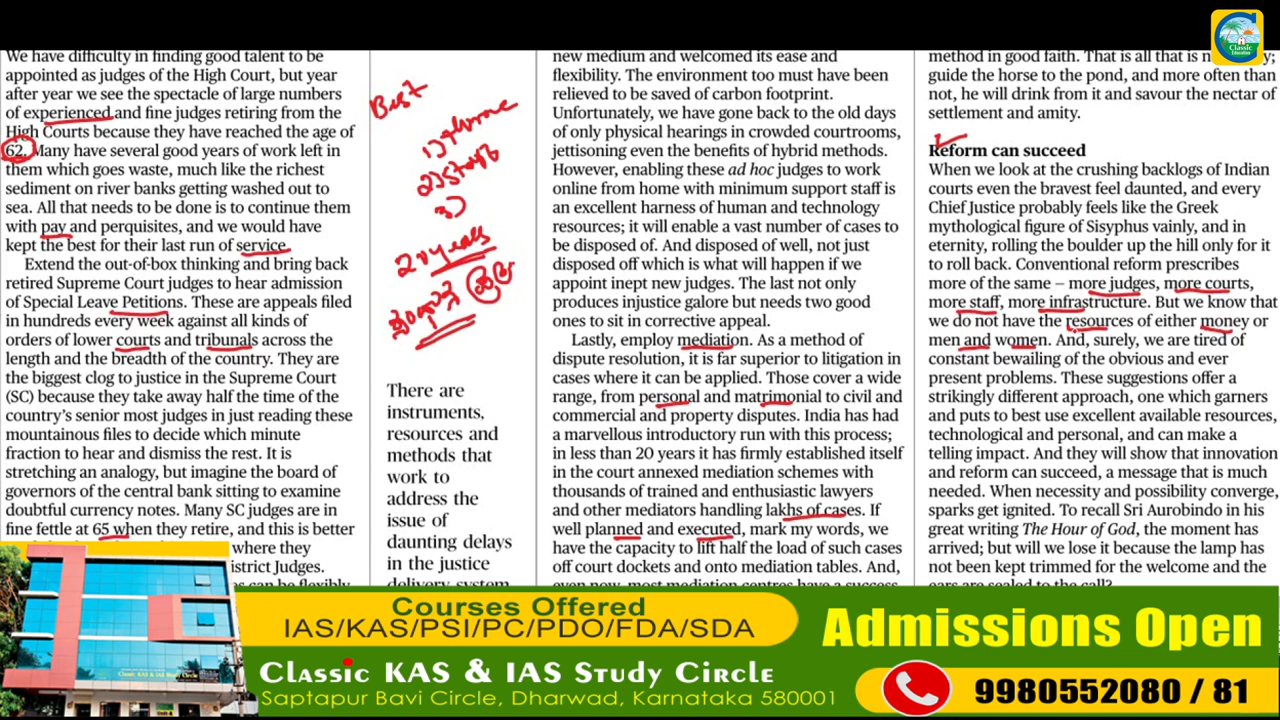 We have difficulty in finding good talent to be
appointed as judges of the High Court, but year
after year we see the spectacle of large numbers
of experienced and fine judges retiring from the
High Courts because they have reached the age of
62. Many have several good years of work left in
them which goes waste, much like the richest
sediment on river banks getting washed out to
sea. All that needs to be done is to continue them
with pay and perquisites, and we would have
kept the best for their last run of service.
Extend the out-of-box thinking and bring back
retired Supreme Court judges to hear admission
of Special Leave Petitions. These are appeals filed
in hundreds every week against all kinds of
orders of lower courts and tribunals across the
length and the breadth of the country. They are
the biggest clog to justice in the Supreme Court
(SC) because they take away half the time of the
country's senior most judges in just reading these
mountainous files to decide which minute
fraction to hear and dismiss the rest. It is
stretching an analogy, but imagine the board of
governors of the central bank sitting to examine
doubtful currency notes. Many SC judges are in
fine fettle at 65 when they retire, and this is better
where they
istrict Judges.
es can be flexibly
Best
1)
2) Staff
3)
20 years
There are
instruments,
resources and
methods that
work to
address the
issue of
daunting delays
in the justice
delivery system
new medium and welcomed its ease and
flexibility. The environment too must have been
relieved to be saved of carbon footprint.
Unfortunately, we have gone back to the old days
of only physical hearings in crowded courtrooms,
jettisoning even the benefits of hybrid methods.
However, enabling these ad hoc judges to work
online from home with minimum support staff is
an excellent harness of human and technology
resources; it will enable a vast number of cases to
be disposed of. And disposed of well, not just
disposed off which is what will happen if we
appoint inept new judges. The last not only
produces injustice galore but needs two good
ones to sit in corrective appeal.
Lastly, employ mediation. As a method of
dispute resolution, it is far superior to litigation in
cases where it can be applied. Those cover a wide
range, from personal and matrimonial to civil and
commercial and property disputes. India has had
a marvellous introductory run with this process;
in less than 20 years it has firmly established itself
in the court annexed mediation schemes with
thousands of trained and enthusiastic lawyers
and other mediators handling lakhs of cases. If
well planned and executed, mark my words, we
have the capacity to lift half the load of such cases
off court dockets and onto mediation tables. And,
even now, most mediation centres have a success
method in good faith. That is all that is
guide the horse to the pond, and more often than
not, he will drink from it and savour the nectar of
settlement and amity.
Reform can succeed
When we look at the crushing backlogs of Indian
courts even the bravest feel daunted, and every
Chief Justice probably feels like the Greek
mythological figure of Sisyphus vainly, and in
eternity, rolling the boulder up the hill only for it
to roll back. Conventional reform prescribes
more of the same – more judges, more courts,
more staff, more infrastructure. But we know that
we do not have the resources of either money or
men and women. And, surely, we are tired of
constant bewailing of the obvious and ever
present problems. These suggestions offer a
strikingly different approach, one which garners
and puts to best use excellent available resources,
technological and personal, and can make a
telling impact. And they will show that innovation
and reform can succeed, a message that is much
needed. When necessity and possibility converge,
sparks get ignited. To recall Sri Aurobindo in his
great writing The Hour of God, the moment has
arrived; but will we lose it because the lamp has
not been kept trimmed for the welcome and the
ears are sealed to the call?
Classic
Education
Courses Offered
IAS/KAS/PSI/PC/PDO/FDA/SDA
Classic KAS & IAS Study Circle
Saptapur Bavi Circle, Dharwad, Karnataka 580001
Admissions Open
9980552080 / 81